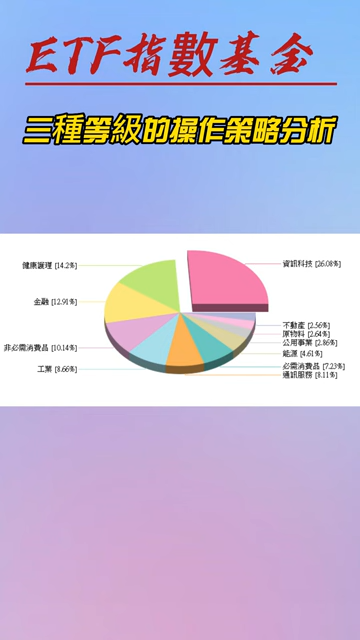 ETF指數基金
三種等級的操作策略分析
健康護理 [14.2%]
資訊科技 [26.08%]
金融 [12.91%]
不動產 [2.56%]
原物料 [2.64%]
非必需消費品 [10.14%]
公用事業 [2.86%]
能源 [4.61%]
工業 [8.66%]
必需消費品 [7.23%]
通訊服務 [8.11%]